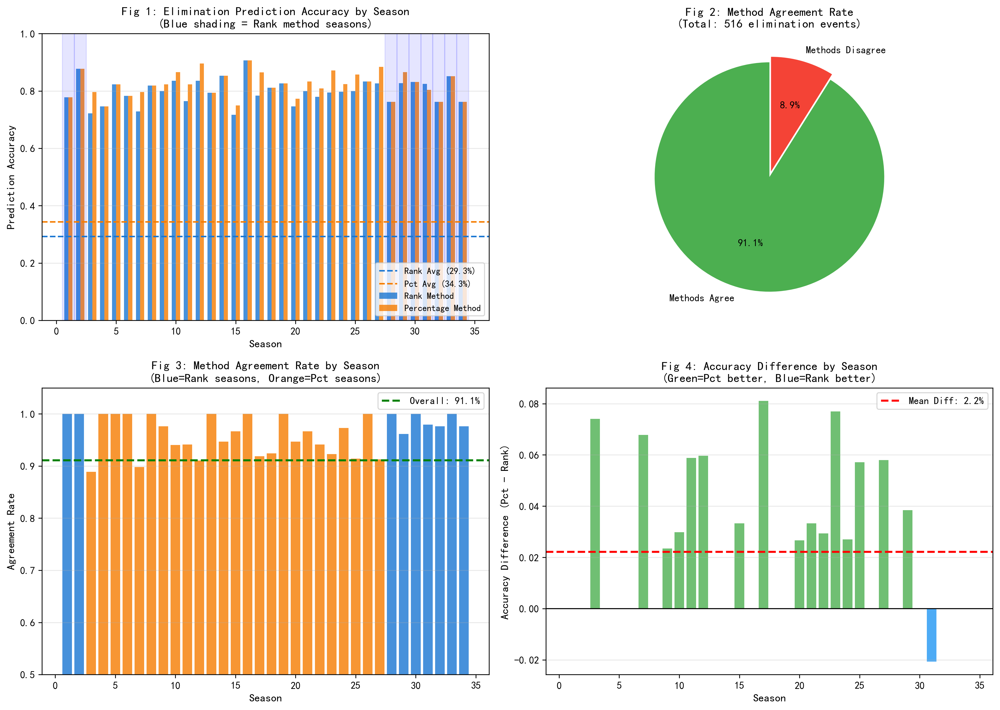 Fig 1: Elimination Prediction Accuracy by Season
(Blue shading = Rank method seasons)
1.0
0.8
0.6
0.4
0.2
0.0
Prediction Accuracy
Rank Avg (29.3%)
Pct Avg (34.3%)
Rank Method
Percentage Method
0
5
10
15
20
25
30
35
Season
Fig 2: Method Agreement Rate
(Total: 516 elimination events)
Methods Disagree
8.9%
91.1%
Methods Agree
Fig 3: Method Agreement Rate by Season
(Blue=Rank seasons, Orange=Pct seasons)
Overall: 91.1%
1.0
0.9
0.8
0.7
0.6
0.5
Agreement Rate
0
5
10
15
20
25
30
35
Season
Fig 4: Accuracy Difference by Season
(Green=Pct better, Blue=Rank better)
Mean Diff: 2.2%
0.08
0.06
0.04
0.02
0.00
−0.02
Accuracy Difference (Pct - Rank)
0
5
10
15
20
25
30
35
Season